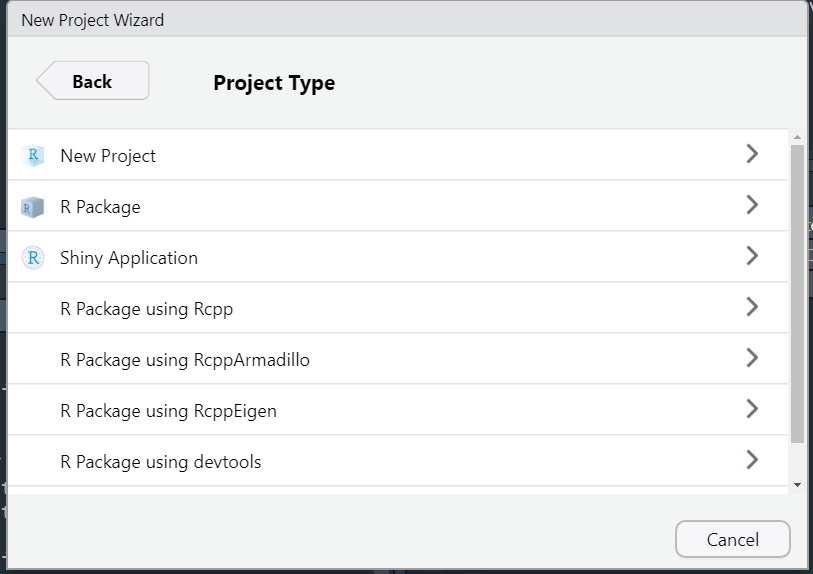 New Project Wizard
Back
Project Type
R New Project
R R Package
R Shiny Application
R Package using Rcpp
R Package using RcppArmadillo
R Package using RcppEigen
R Package using devtools
Cancel